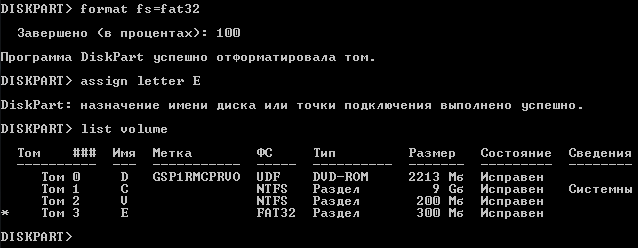 DISKPART> format fs=fat32
Завершено (в процентах): 100
Программа DiskPart успешно отформатировала том.
DISKPART> assign letter E
DiskPart: назначение имени диска или точки подключения выполнено успешно.
DISKPART> list volume
Том ### Имя Метка ФС Тип Размер Состояние Сведения
---------- --- ----------- ----- ---------- ------- --------- --------
Том 0 D GSP1RMCPRVO UDF DVD-ROM 2213 Мб Исправен
Том 1 C NTFS Раздел 9 Gб Исправен Системны
Том 2 V NTFS Раздел 200 Мб Исправен
* Том 3 E FAT32 Раздел 300 Мб Исправен
DISKPART>